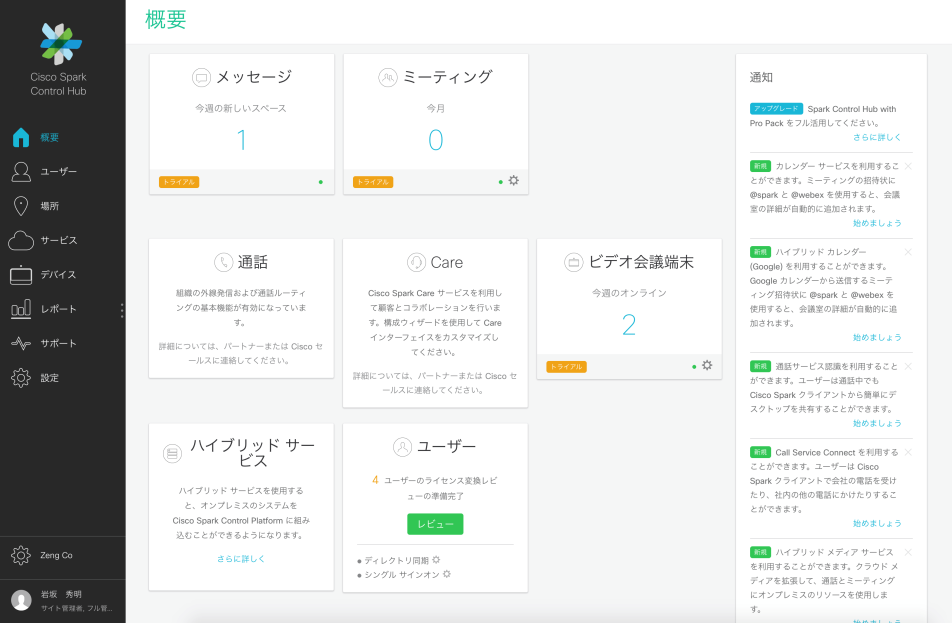 Cisco Spark
Control Hub
概要
ユーザー
場所
サービス
デバイス
レポート
サポート
設定
Zeng Co
岩坂　秀明
サイト管理者, フル管...
概要
メッセージ
今週の新しいスペース
1
トライアル
ミーティング
今月
0
トライアル
通話
組織の外線発信および通話ルーティ
ングの基本機能が有効になっていま
す。
詳細については、パートナーまたは Cisco セ
ールスに連絡してください。
Care
Cisco Spark Care サービスを利用し
て顧客とコラボレーションを行いま
す。構成ウィザードを使用して Care
インターフェイスをカスタマイズし
てください。
詳細については、パートナーまたは Cisco セ
ールスに連絡してください。
ビデオ会議端末
今週のオンライン
2
トライアル
ハイブリッド サー
ビス
ハイブリッド サービスを使用する
と、オンプレミスのシステムを
Cisco Spark Control Platform に組み
込むことができるようになります。
さらに詳しく
ユーザー
4 ユーザーのライセンス変換レビ
ューの準備完了
レビュー
ディレクトリ同期
シングル サインオン
通知
アップグレード Spark Control Hub with
Pro Pack をフル活用してください。
さらに詳しく
新規 カレンダー サービスを利用するこ
とができます。ミーティングの招待状に
@spark と @webex を使用すると、会議
室の詳細が自動的に追加されます。
始めましょう
新規 ハイブリッド カレンダー
(Google) を利用することができます。
Google カレンダーから送信するミーテ
ィング招待状に @spark と @webex を
使用すると、会議室の詳細が自動的に追
加されます。
始めましょう
新規 通話サービス認識を利用すること
ができます。ユーザーは通話中でも
Cisco Spark クライアントから簡単にデ
スクトップを共有することができます。
始めましょう
新規 Call Service Connect を利用する
ことができます。ユーザーは Cisco
Spark クライアントで会社の電話を受け
たり、社内の他の電話にかけたりするこ
とができます。
始めましょう
新規 ハイブリッド メディア サービス
を利用することができます。クラウド メ
ディアを拡張して、通話とミーティング
にオンプレミスのリソースを使用しま
す。
始めましょう